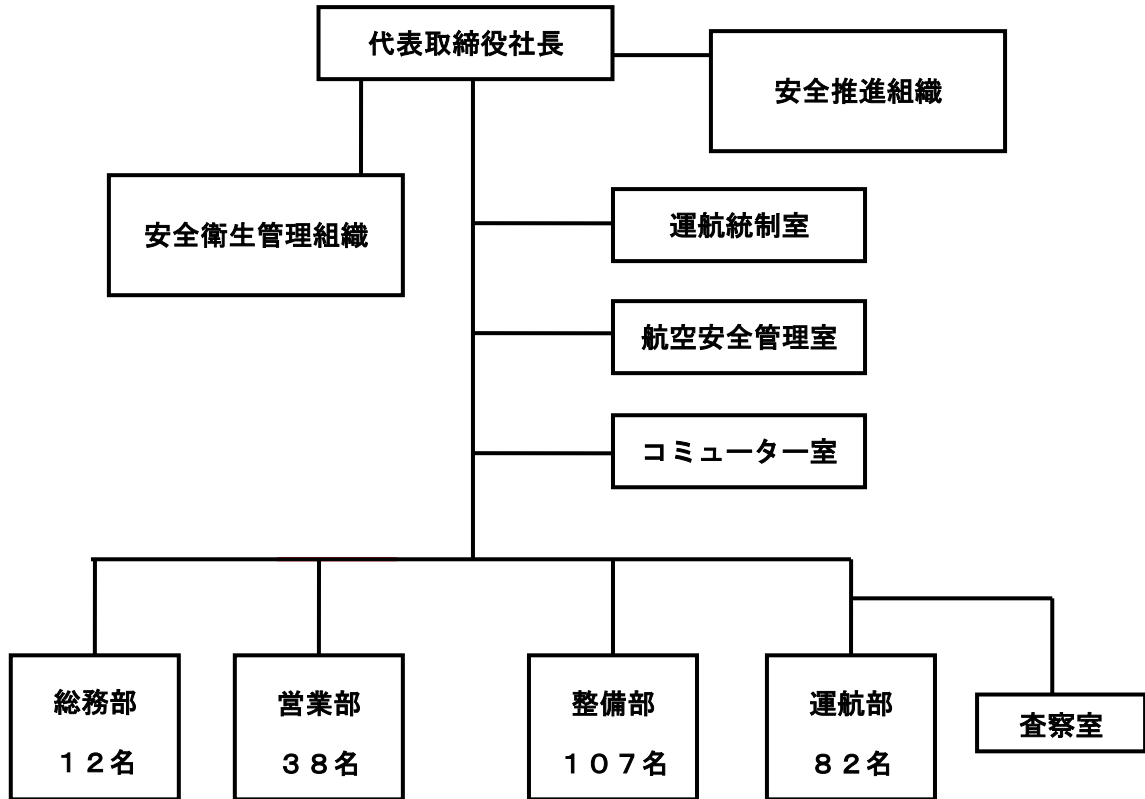 代表取締役社長
安全推進組織
安全衛生管理組織
運航統制室
航空安全管理室
コミューター室
総務部
１２名
営業部
３８名
整備部
１０７名
運航部
８２名
査察室